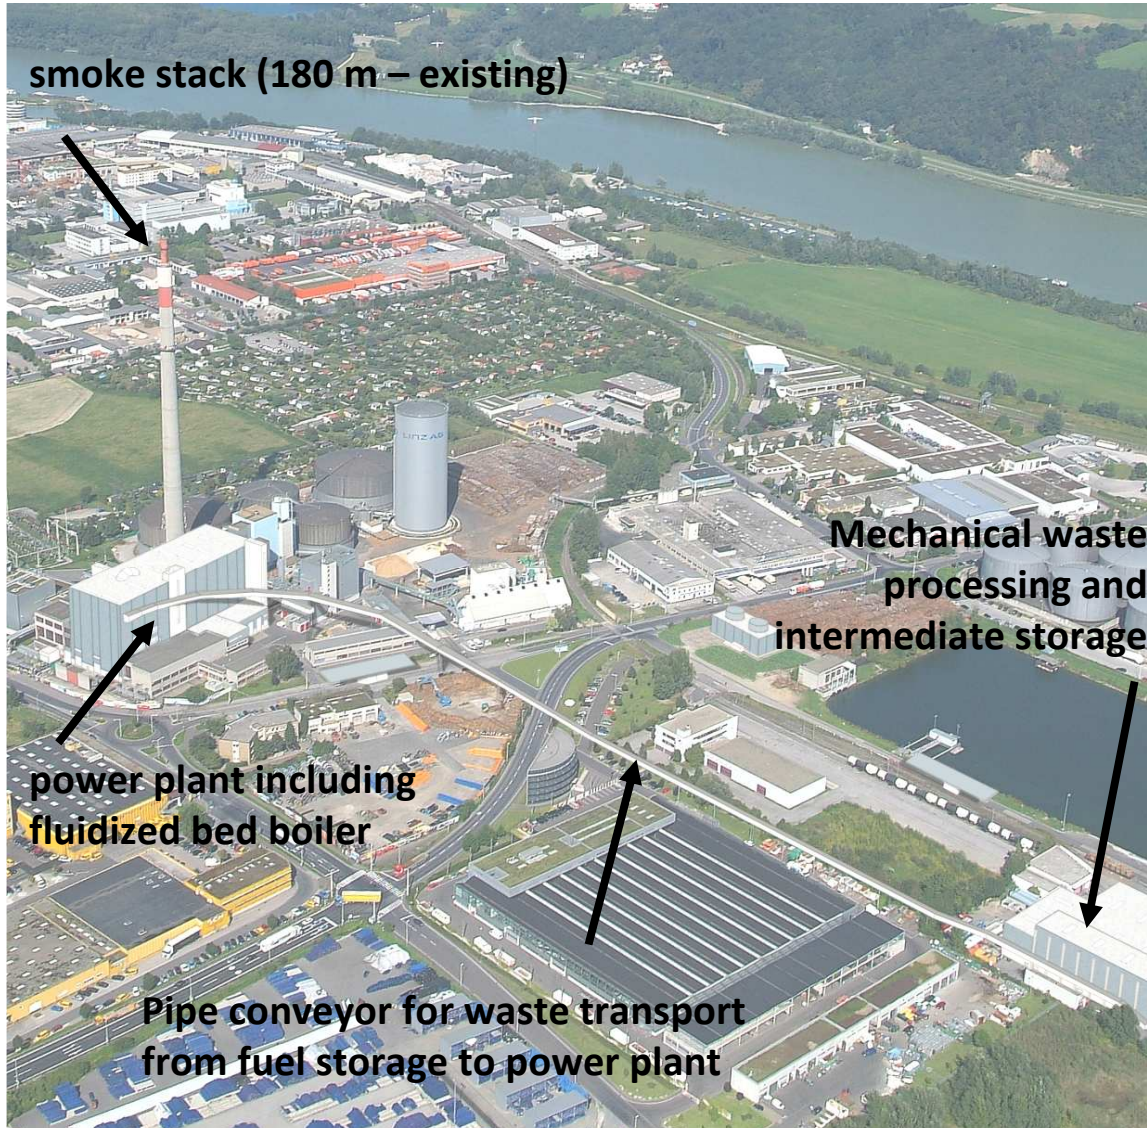 smoke stack (180 m – existing)
LINZ AG
Mechanical waste
processing and
intermediate storage
power plant including
fluidized bed boiler
Pipe conveyor for waste transport
from fuel storage to power plant